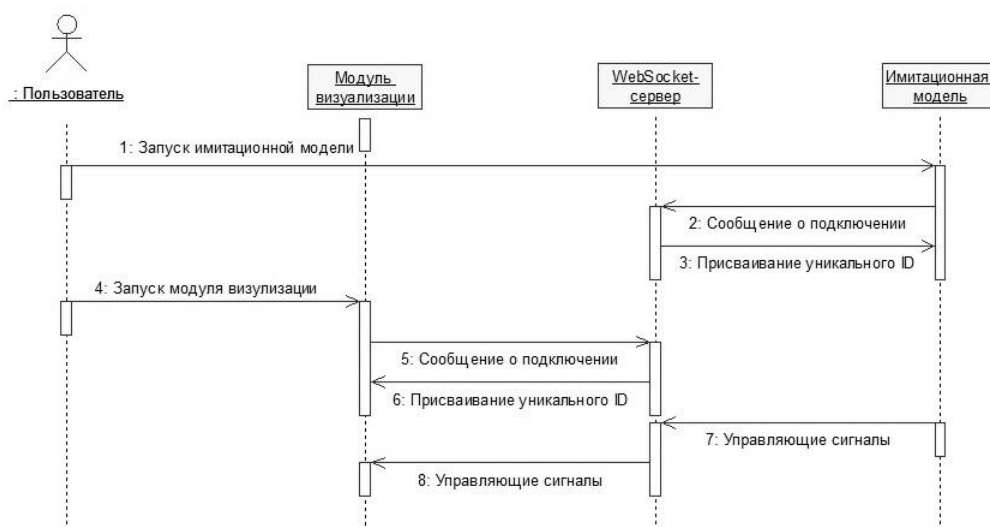 : Пользователь
Модуль
визуализации
WebSocket-
сервер
Имитационная
модель
1: Запуск имитационной модели
2: Сообщение о подключении
3: Присваивание уникального ID
4: Запуск модуля визулизации
5: Сообщение о подключении
6: Присваивание уникального ID
7: Управляющие сигналы
8: Управляющие сигналы